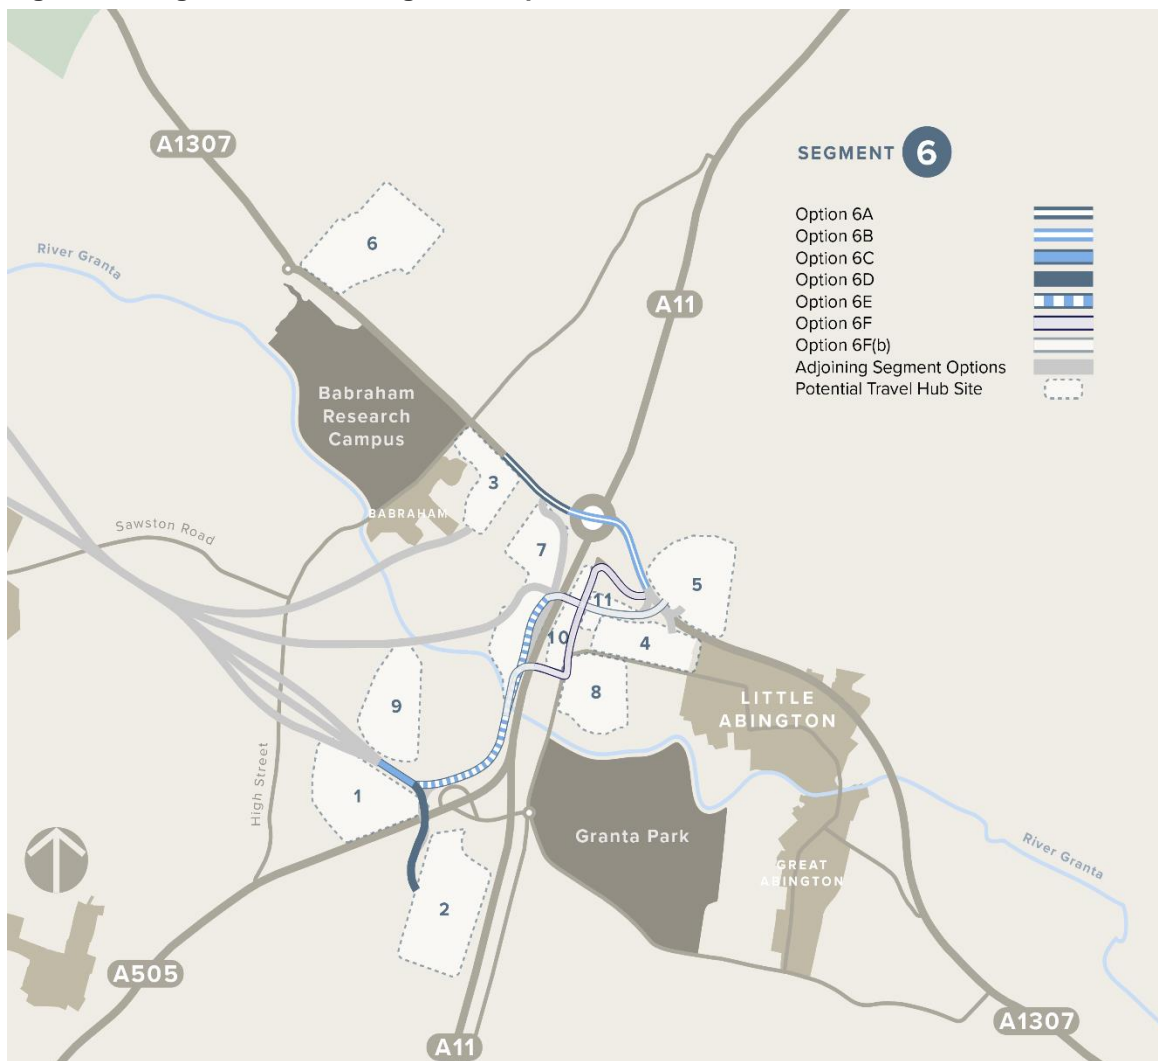 A1307
SEGMENT 6
6
Option 6A
Option 6B
River Granta
Option 6C
Option 6D
A11
Option 6E
Option 6F
Option 6F(b)
Adjoining Segment Options
Potential Travel Hub Site
Babraham
Research
Campus
3
BABRAHAM
Sawston Road
7
5
11
10
4
8
LITTLE
ABINGTON
9
High Street
1
Granta Park
GREAT
ABINGTON
River Granta
2
A505
A11
A1307